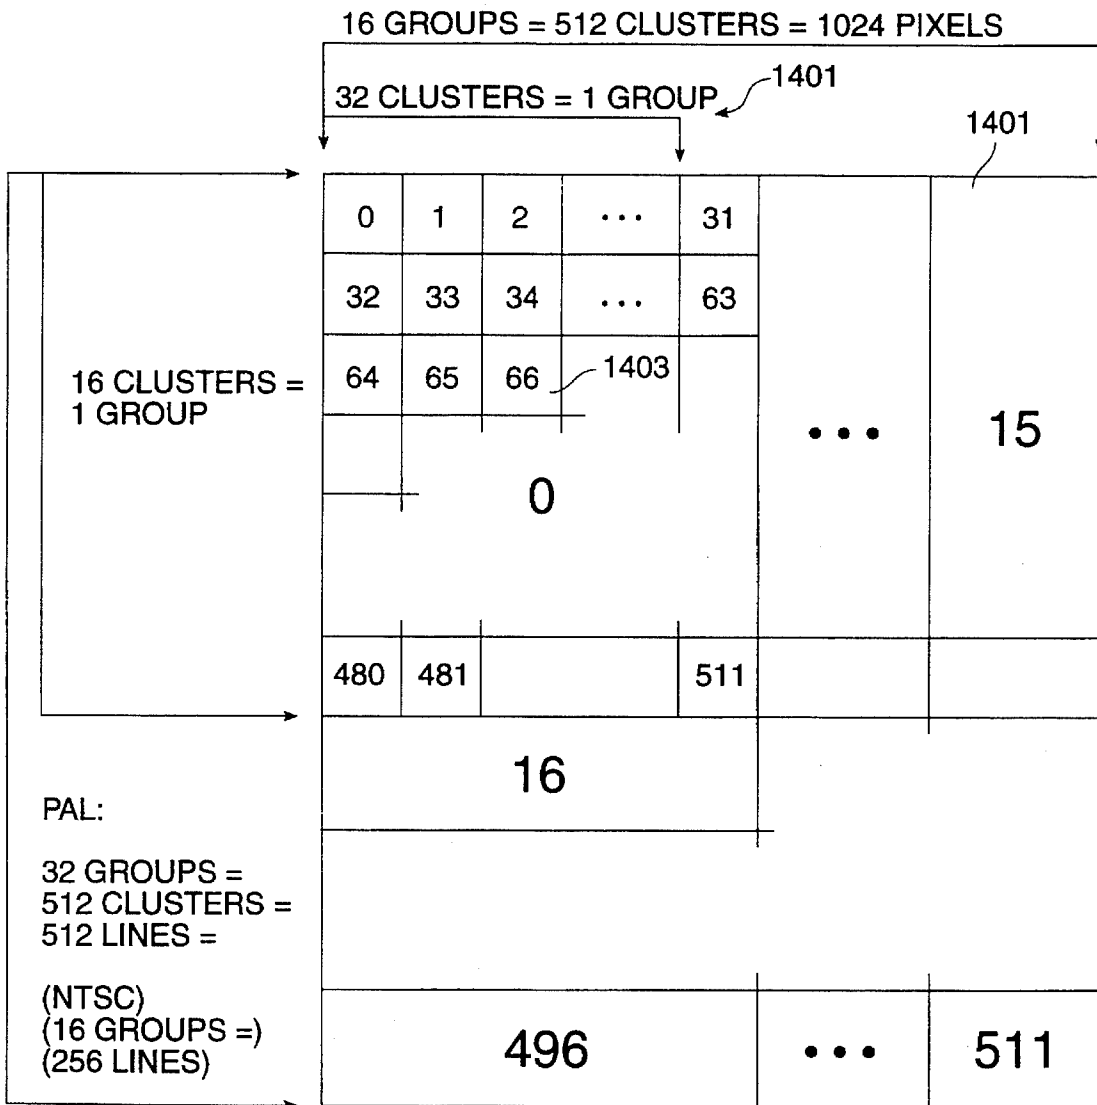 16 GROUPS = 512 CLUSTERS = 1024 PIXELS
32 CLUSTERS = 1 GROUP
1401
1401
0 1 2 ... 31
32 33 34 ... 63
64 65 66
1403
16 CLUSTERS =
1 GROUP
0
... 15
480 481 511
16
PAL:
32 GROUPS =
512 CLUSTERS =
512 LINES =
(NTSC)
(16 GROUPS =)
(256 LINES)
496 ... 511